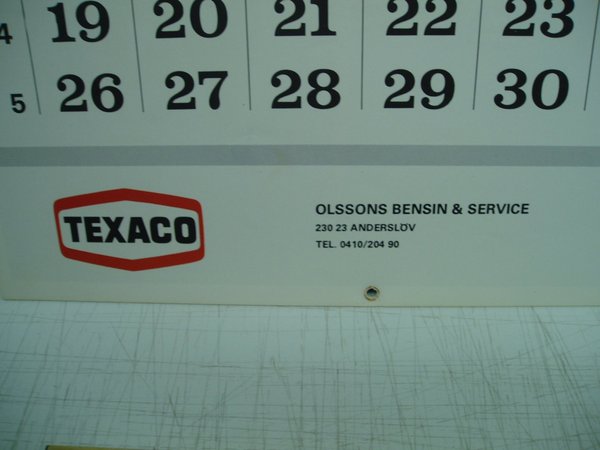 4 19 20 21 22 23
5 26 27 28 29 30
TEXACO
OLSSONS BENSIN & SERVICE
230 23 ANDERSLÖV
TEL. 0410/204 90